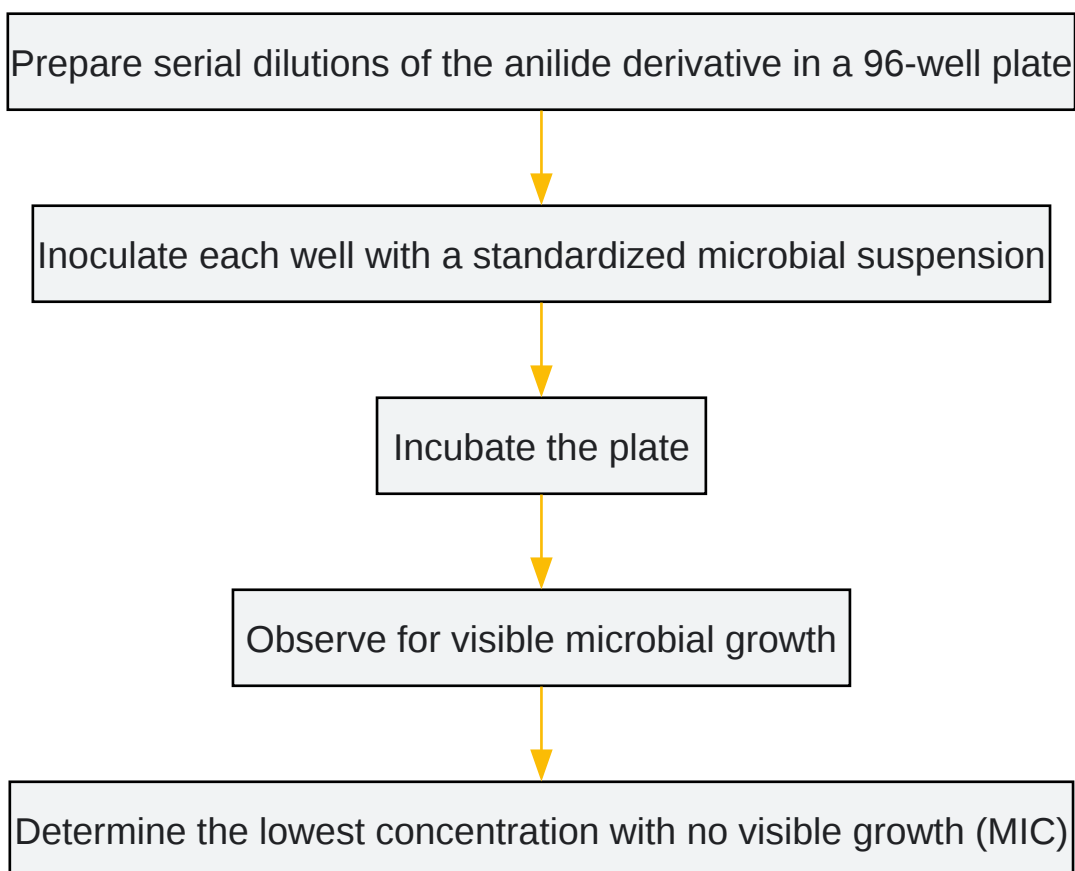 Prepare serial dilutions of the anilide derivative in a 96-well plate
Inoculate each well with a standardized microbial suspension
Incubate the plate
Observe for visible microbial growth
Determine the lowest concentration with no visible growth (MIC)